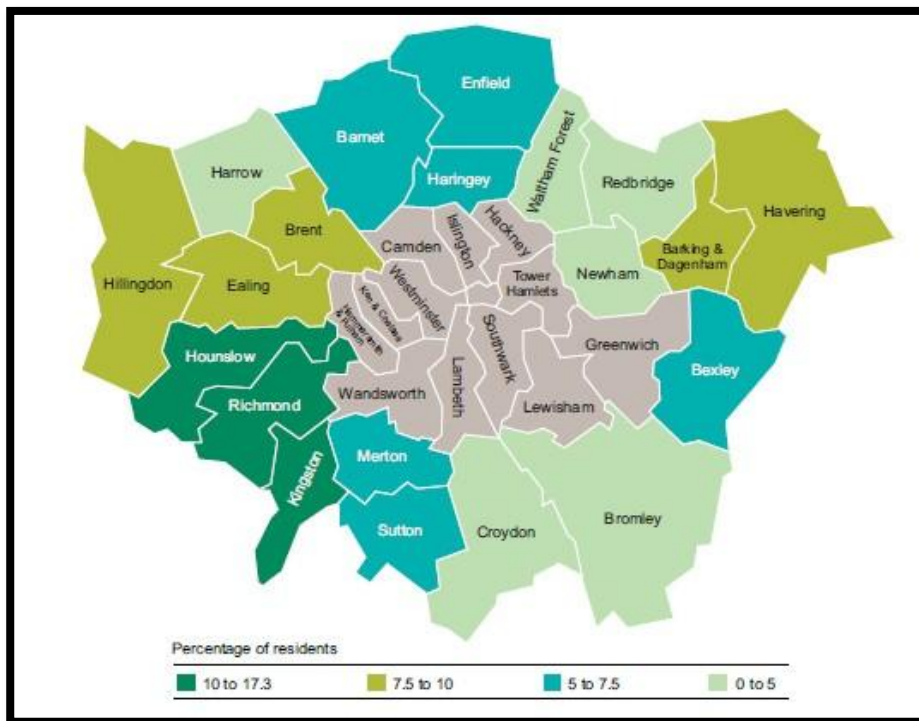 Enfield
Barnet
Haringey
Harrow
Waltham Forest
Redbridge
Havering
Brent
Camden
Islington
Hackney
Barking &
Dagenham
Hillingdon
Ealing
Newham
Tower
Hamlets
Westminster
Ken & Chelsea
Hammersmith
& Fulham
Hounslow
Southwark
Greenwich
Bexley
Richmond
Wandsworth
Lambeth
Lewisham
Merton
Kingston
Sutton
Croydon
Bromley
Percentage of residents
10 to 17.3
7.5 to 10
5 to 7.5
0 to 5